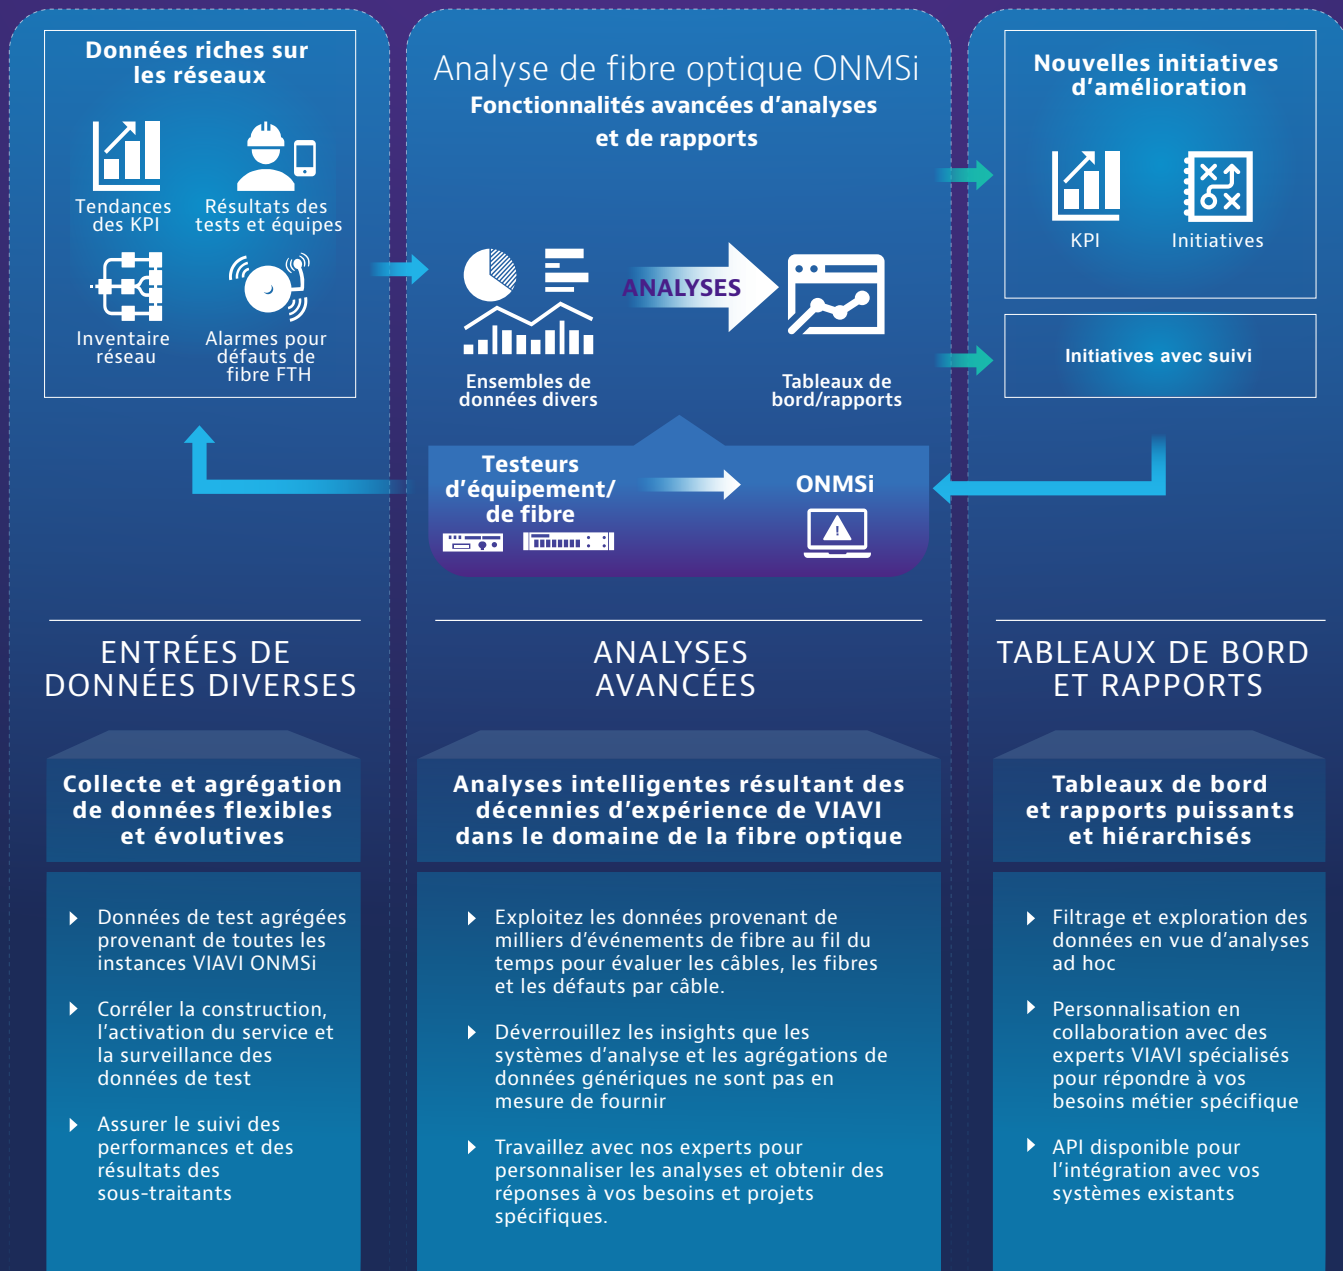 Données riches sur
les réseaux
Tendances
des KPI
Résultats des
tests et équipes
Inventaire
réseau
Alarmes pour
défauts de
fibre FTH
Analyse de fibre optique ONMSi
Fonctionnalités avancées d’analyses
et de rapports
ANALYSES
Ensembles de
données divers
Tableaux de
bord/rapports
Testeurs
d’équipement/
de fibre
ONMSi
Nouvelles initiatives
d’amélioration
KPI
Initiatives
Initiatives avec suivi
ENTRÉES DE
DONNÉES DIVERSES
Collecte et agrégation
de données flexibles
et évolutives
Données de test agrégées
provenant de toutes les
instances VIAVI ONMSi
Corréler la construction,
l’activation du service et
la surveillance des
données de test
Assurer le suivi des
performances et des
résultats des
sous-traitants
ANALYSES
AVANCÉES
Analyses intelligentes résultant des
décennies d’expérience de VIAVI
dans le domaine de la fibre optique
Exploitez les données provenant de
milliers d’événements de fibre au fil du
temps pour évaluer les câbles, les fibres
et les défauts par câble.
Déverrouillez les insights que les
systèmes d’analyse et les agrégations de
données génériques ne sont pas en
mesure de fournir
Travaillez avec nos experts pour
personnaliser les analyses et obtenir des
réponses à vos besoins et projets
spécifiques.
TABLEAUX DE BORD
ET RAPPORTS
Tableaux de bord
et rapports puissants
et hiérarchisés
Filtrage et exploration des
données en vue d’analyses
ad hoc
Personnalisation en
collaboration avec des
experts VIAVI spécialisés
pour répondre à vos
besoins métier spécifique
API disponible pour
l’intégration avec vos
systèmes existants